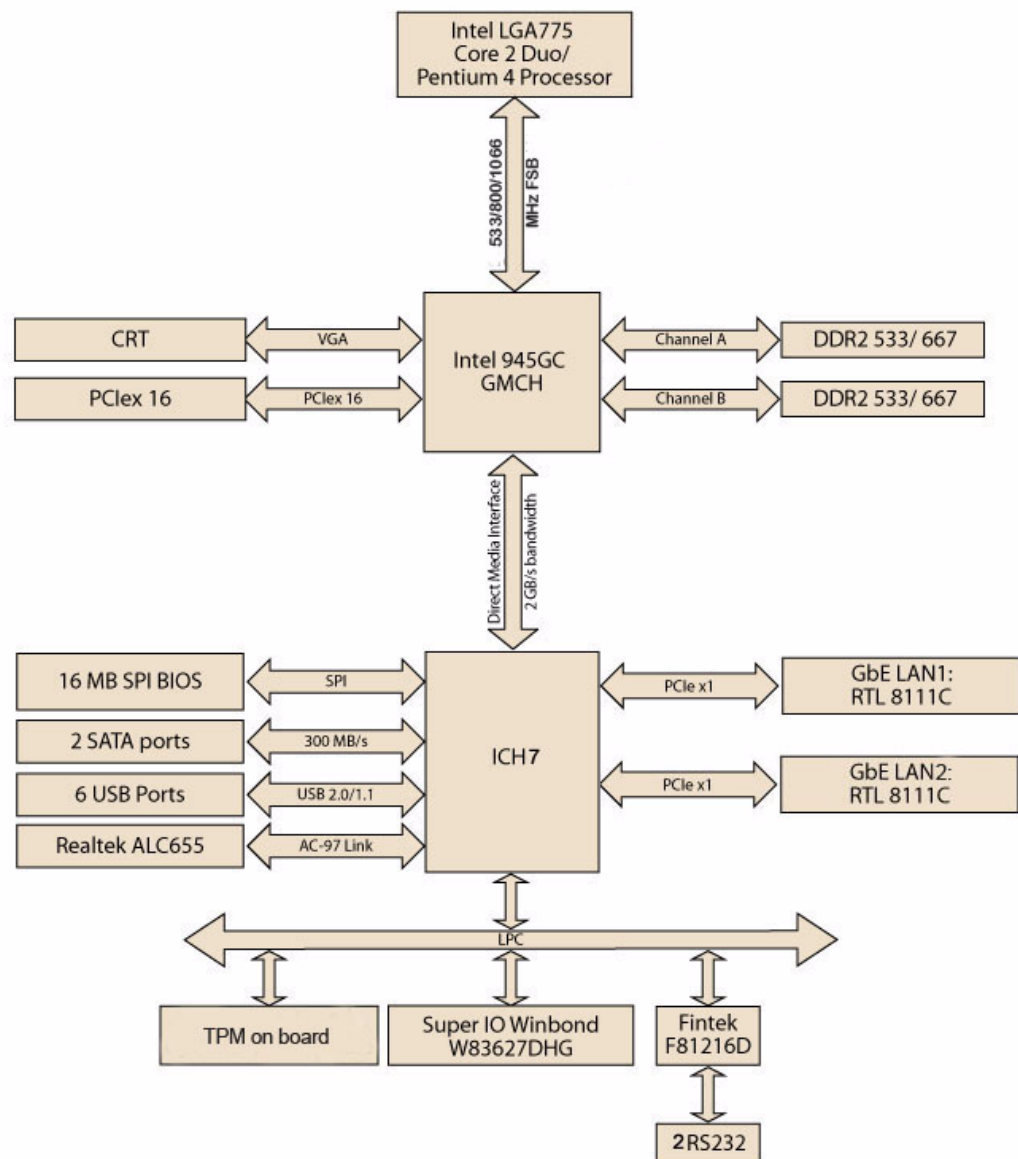 Intel LGA775
Core 2 Duo/
Pentium 4 Processor
533/800/1066
MHz FSB
CRT
VGA
Intel 945GC
GMCH
Channel A
DDR2 533/ 667
PCIex 16
PCIex 16
Channel B
DDR2 533/ 667
Direct Media Interface
2 GB/s bandwidth
16 MB SPI BIOS
SPI
2 SATA ports
300 MB/s
6 USB Ports
USB 2.0/1.1
Realtek ALC655
AC-97 Link
ICH7
PCIe x1
GbE LAN1:
RTL 8111C
PCIe x1
GbE LAN2:
RTL 8111C
LPC
TPM on board
Super IO Winbond
W83627DHG
Fintek
F81216D
2RS232